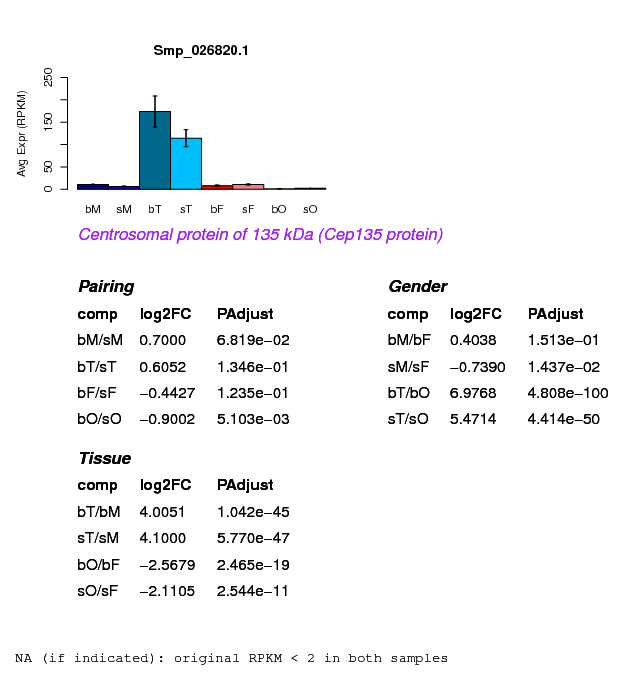 Smp_026820.1
Avg Expr (RPKM)
0 50 150 250
bM sM bT sT bF sF bO sO
Centrosomal protein of 135 kDa (Cep135 protein)
Pairing
comp log2FC PAdjust
bM/sM 0.7000 6.819e−02
bT/sT 0.6052 1.346e−01
bF/sF −0.4427 1.235e−01
bO/sO −0.9002 5.103e−03
Gender
comp log2FC PAdjust
bM/bF 0.4038 1.513e−01
sM/sF −0.7390 1.437e−02
bT/bO 6.9768 4.808e−100
sT/sO 5.4714 4.414e−50
Tissue
comp log2FC PAdjust
bT/bM 4.0051 1.042e−45
sT/sM 4.1000 5.770e−47
bO/bF −2.5679 2.465e−19
sO/sF −2.1105 2.544e−11
NA (if indicated): original RPKM < 2 in both samples